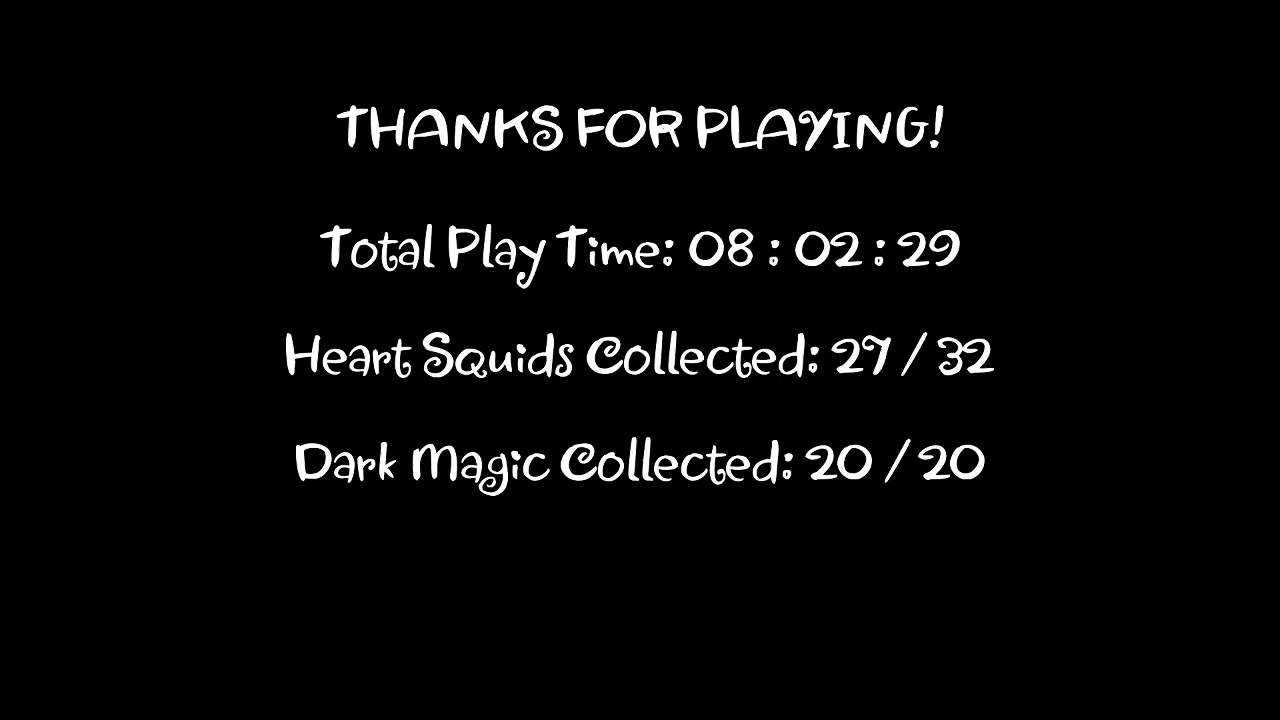 THANKS FOR PLAYING!
Total Play Time: 08 : 02 : 29
Heart Squids Collected: 27 / 32
Dark Magic Collected: 20 / 20